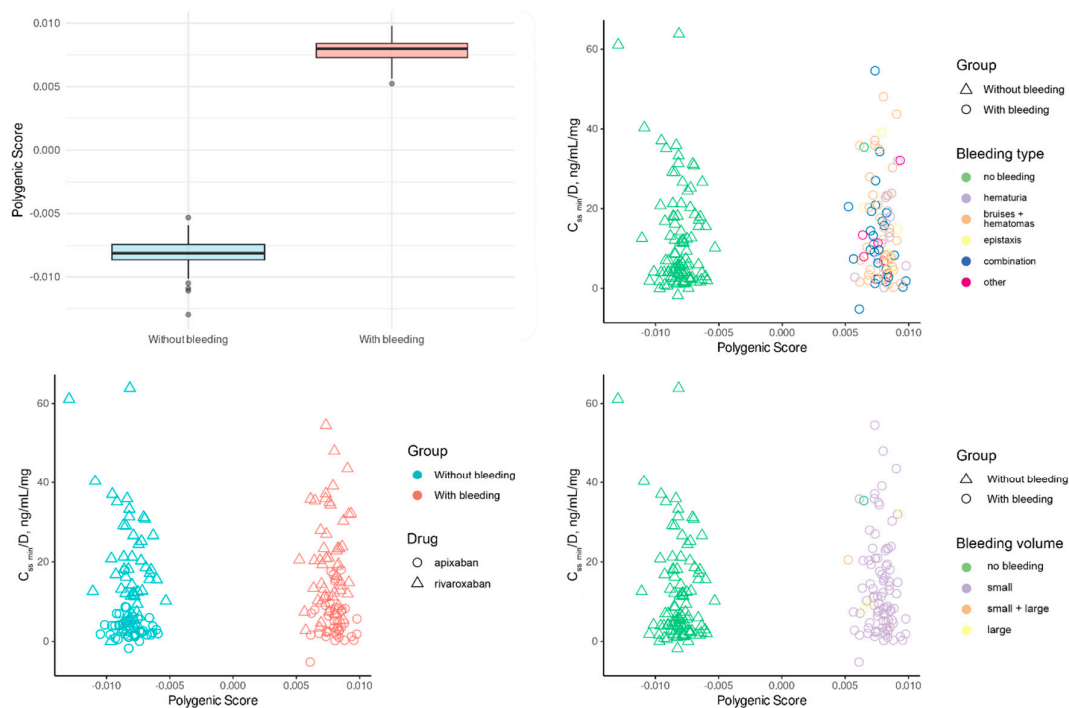 0.010
0.005
0.000
-0.005
-0.010
Polygenic Score
Without bleeding
With bleeding
60
40
20
0
C ss min/D, ng/mL/mg
-0.010 -0.005 0.000 0.005 0.010
Polygenic Score
Group
Without bleeding
With bleeding
Bleeding type
no bleeding
hematuria
bruises +
hematomas
epistaxis
combination
other
60
40
20
0
C ss min/D, ng/mL/mg
-0.010 -0.005 0.000 0.005 0.010
Polygenic Score
Group
Without bleeding
With bleeding
Drug
apixaban
rivaroxaban
60
40
20
0
C ss min/D, ng/mL/mg
-0.010 -0.005 0.000 0.005 0.010
Polygenic Score
Group
Without bleeding
With bleeding
Bleeding volume
no bleeding
small
small + large
large